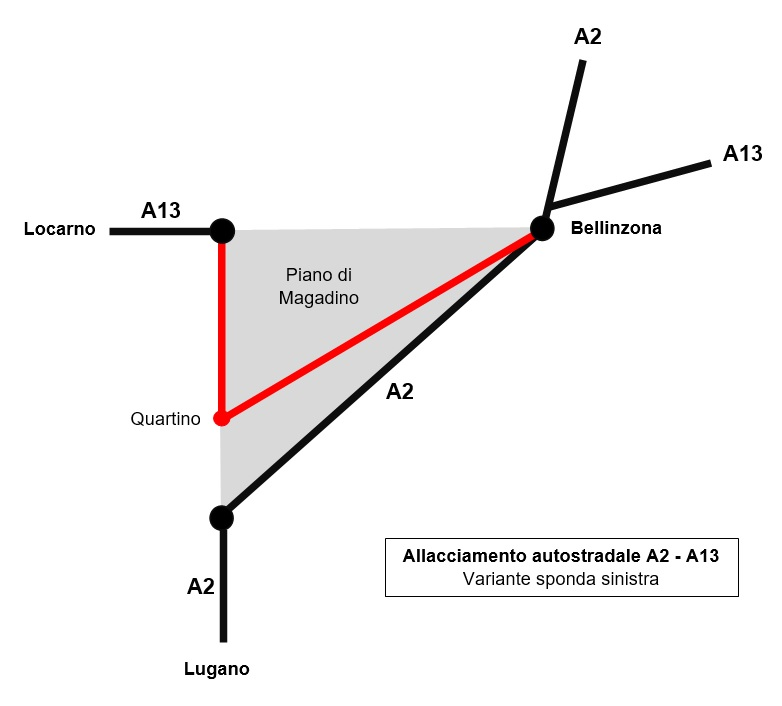 A2
A13
A13
Locarno
Bellinzona
Piano di
Magadino
A2
Quartino
Allacciamento autostradale A2 - A13
Variante sponda sinistra
A2
Lugano